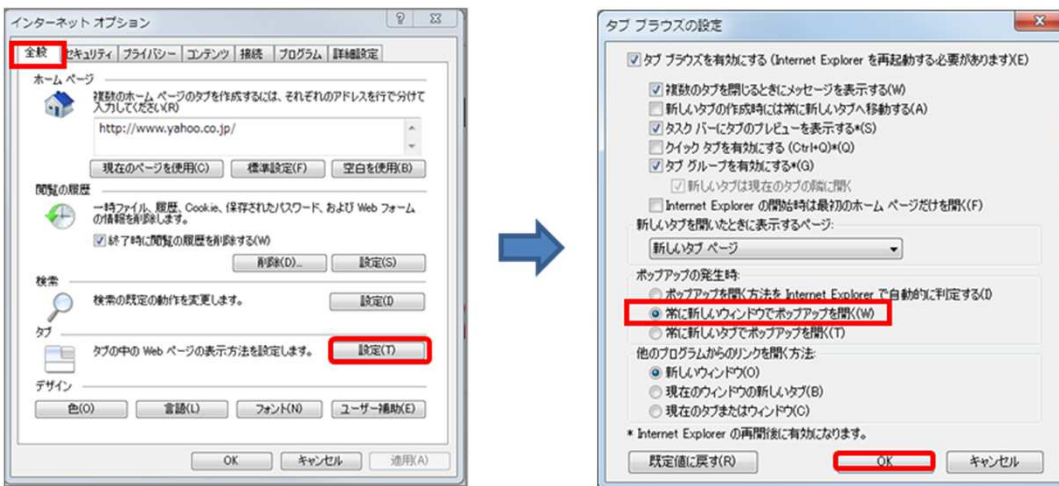 インターネット オプション
全般 セキュリティ プライバシー コンテンツ 接続 プログラム 詳細設定
ホーム ページ
複数のホーム ページのタブを作成するには、それぞれのアドレスを行で分けて
入力してください(R)
http://www.yahoo.co.jp/
現在のページを使用(C) 標準設定(F) 空白を使用(B)
閲覧の履歴
一時ファイル、履歴、Cookie、保存されたパスワード、および Web フォーム
の情報を削除します。
終了時に閲覧の履歴を削除する(W)
削除(D)... 設定(S)
検索
検索の既定の動作を変更します。 設定(I)
タブ
タブの中の Web ページの表示方法を設定します。 設定(T)
デザイン
色(O) 言語(L) フォント(N) ユーザー補助(E)
OK キャンセル 適用(A)
タブ ブラウズの設定
タブ ブラウズを有効にする (Internet Explorer を再起動する必要があります)(E)
複数のタブを閉じるときにメッセージを表示する(W)
新しいタブの作成時には常に新しいタブへ移動する(A)
タスク バーにタブのプレビューを表示する*(S)
クイック タブを有効にする (Ctrl+Q)*(Q)
タブ グループを有効にする*(G)
新しいタブは現在のタブの隣に開く
Internet Explorer の開始時は最初のホーム ページだけを開く(F)
新しいタブを開いたときに表示するページ:
新しいタブ ページ
ポップアップの発生時:
ポップアップを開く方法を Internet Explorer で自動的に判定する(I)
常に新しいウィンドウでポップアップを開く(W)
常に新しいタブでポップアップを開く(T)
他のプログラムからのリンクを開く方法:
新しいウィンドウ(O)
現在のウィンドウの新しいタブ(B)
現在のタブまたはウィンドウ(C)
* Internet Explorer の再開後に有効になります。
既定値に戻す(R) OK キャンセル